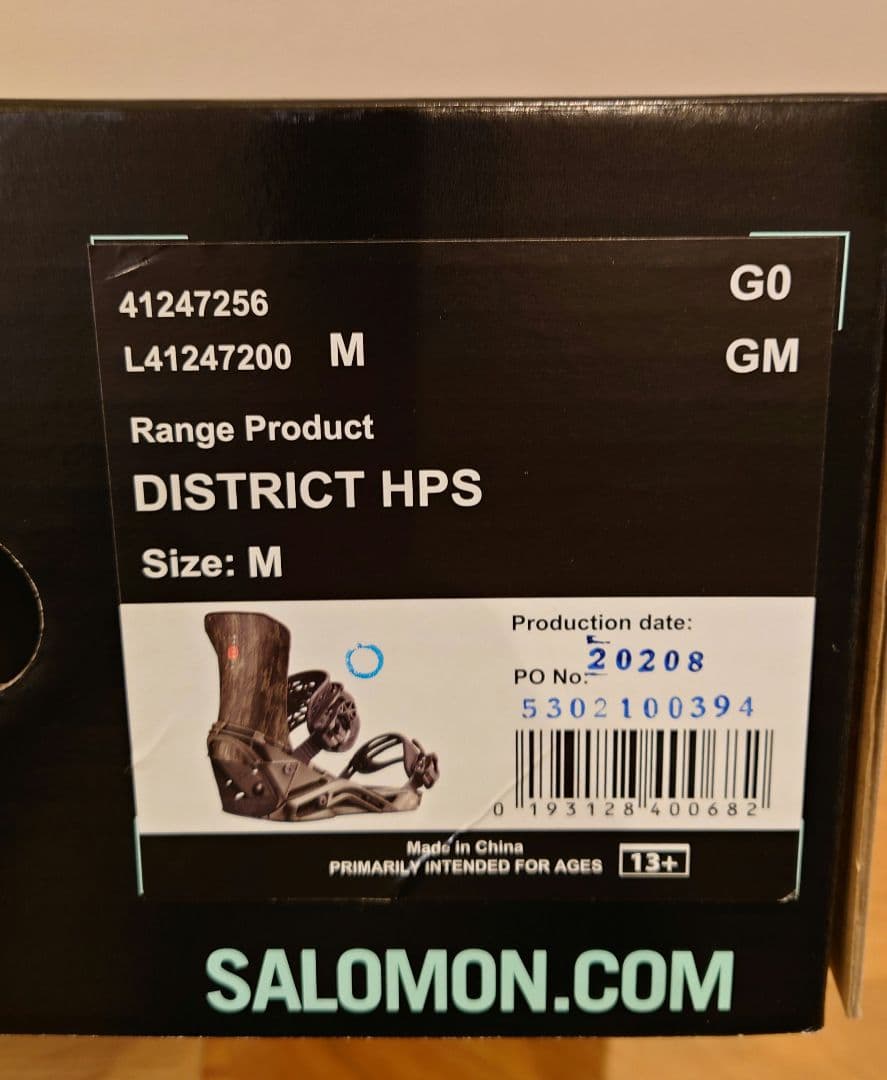 41247256
G0
L41247200 M
GM
Range Product
DISTRICT HPS
Size: M
Production date:
20208
PO No:
5302100394
0 193128 400682
Made in China
PRIMARILY INTENDED FOR AGES 13+
SALOMON.COM